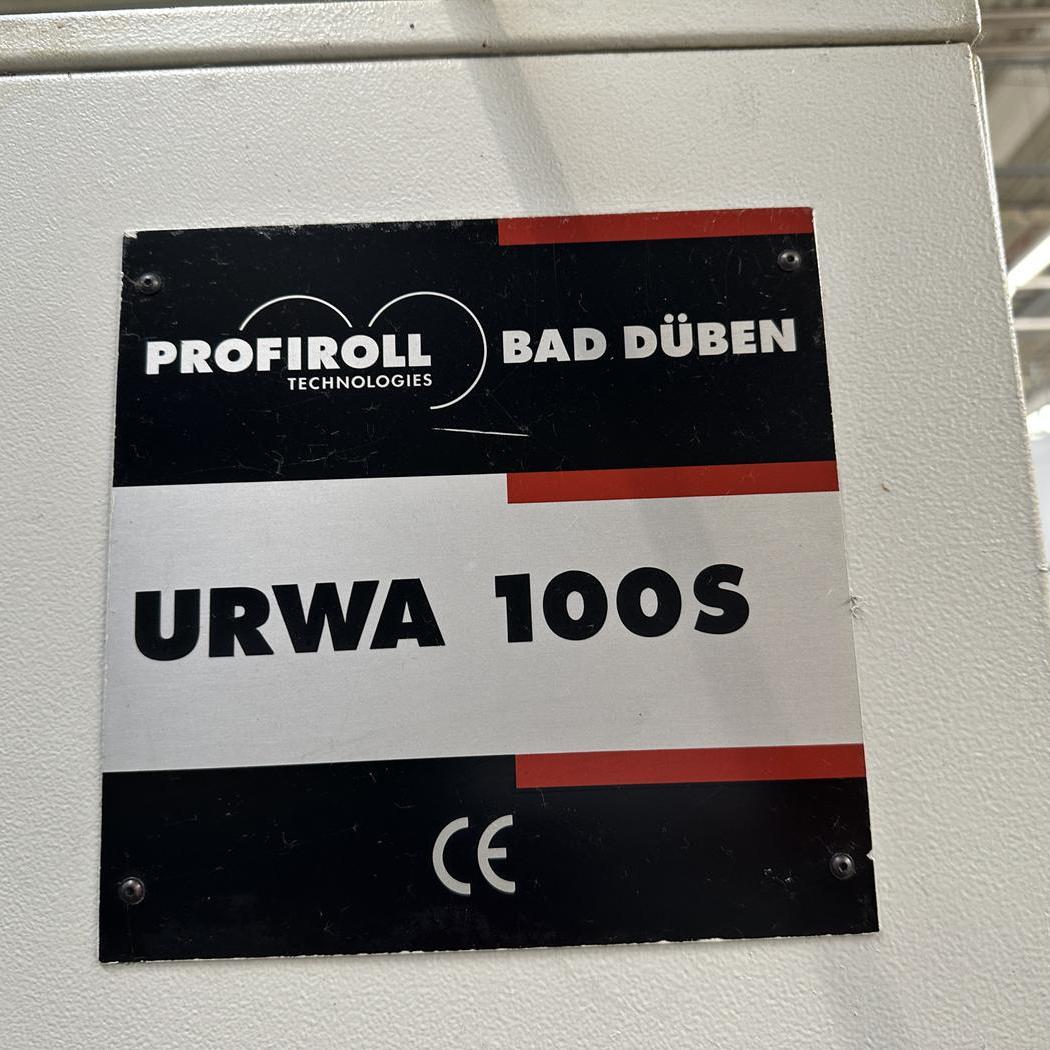 PROFIROLL BAD DÜBEN
TECHNOLOGIES
URWA 100S
CE